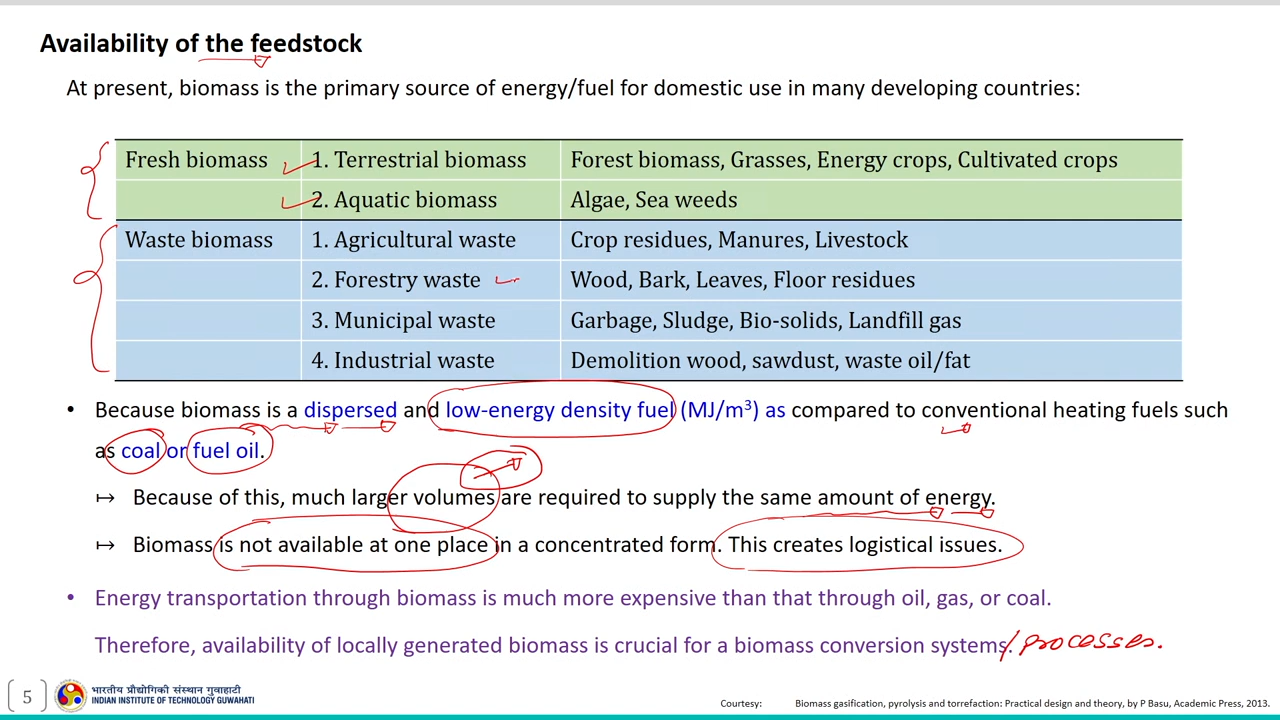 Availability of the feedstock
At present, biomass is the primary source of energy/fuel for domestic use in many developing countries:
Fresh biomass 1. Terrestrial biomass Forest biomass, Grasses, Energy crops, Cultivated crops
2. Aquatic biomass Algae, Sea weeds
Waste biomass 1. Agricultural waste Crop residues, Manures, Livestock
2. Forestry waste Wood, Bark, Leaves, Floor residues
3. Municipal waste Garbage, Sludge, Bio-solids, Landfill gas
4. Industrial waste Demolition wood, sawdust, waste oil/fat
• Because biomass is a dispersed and low-energy density fuel (MJ/m³) as compared to conventional heating fuels such
as coal or fuel oil.
↦ Because of this, much larger volumes are required to supply the same amount of energy.
↦ Biomass is not available at one place in a concentrated form. This creates logistical issues.
• Energy transportation through biomass is much more expensive than that through oil, gas, or coal.
Therefore, availability of locally generated biomass is crucial for a biomass conversion systems. / processes.
5
भारतीय प्रौद्योगिकी संस्थान गुवाहाटी
INDIAN INSTITUTE OF TECHNOLOGY GUWAHATI
Courtesy: Biomass gasification, pyrolysis and torrefaction: Practical design and theory, by P Basu, Academic Press, 2013.